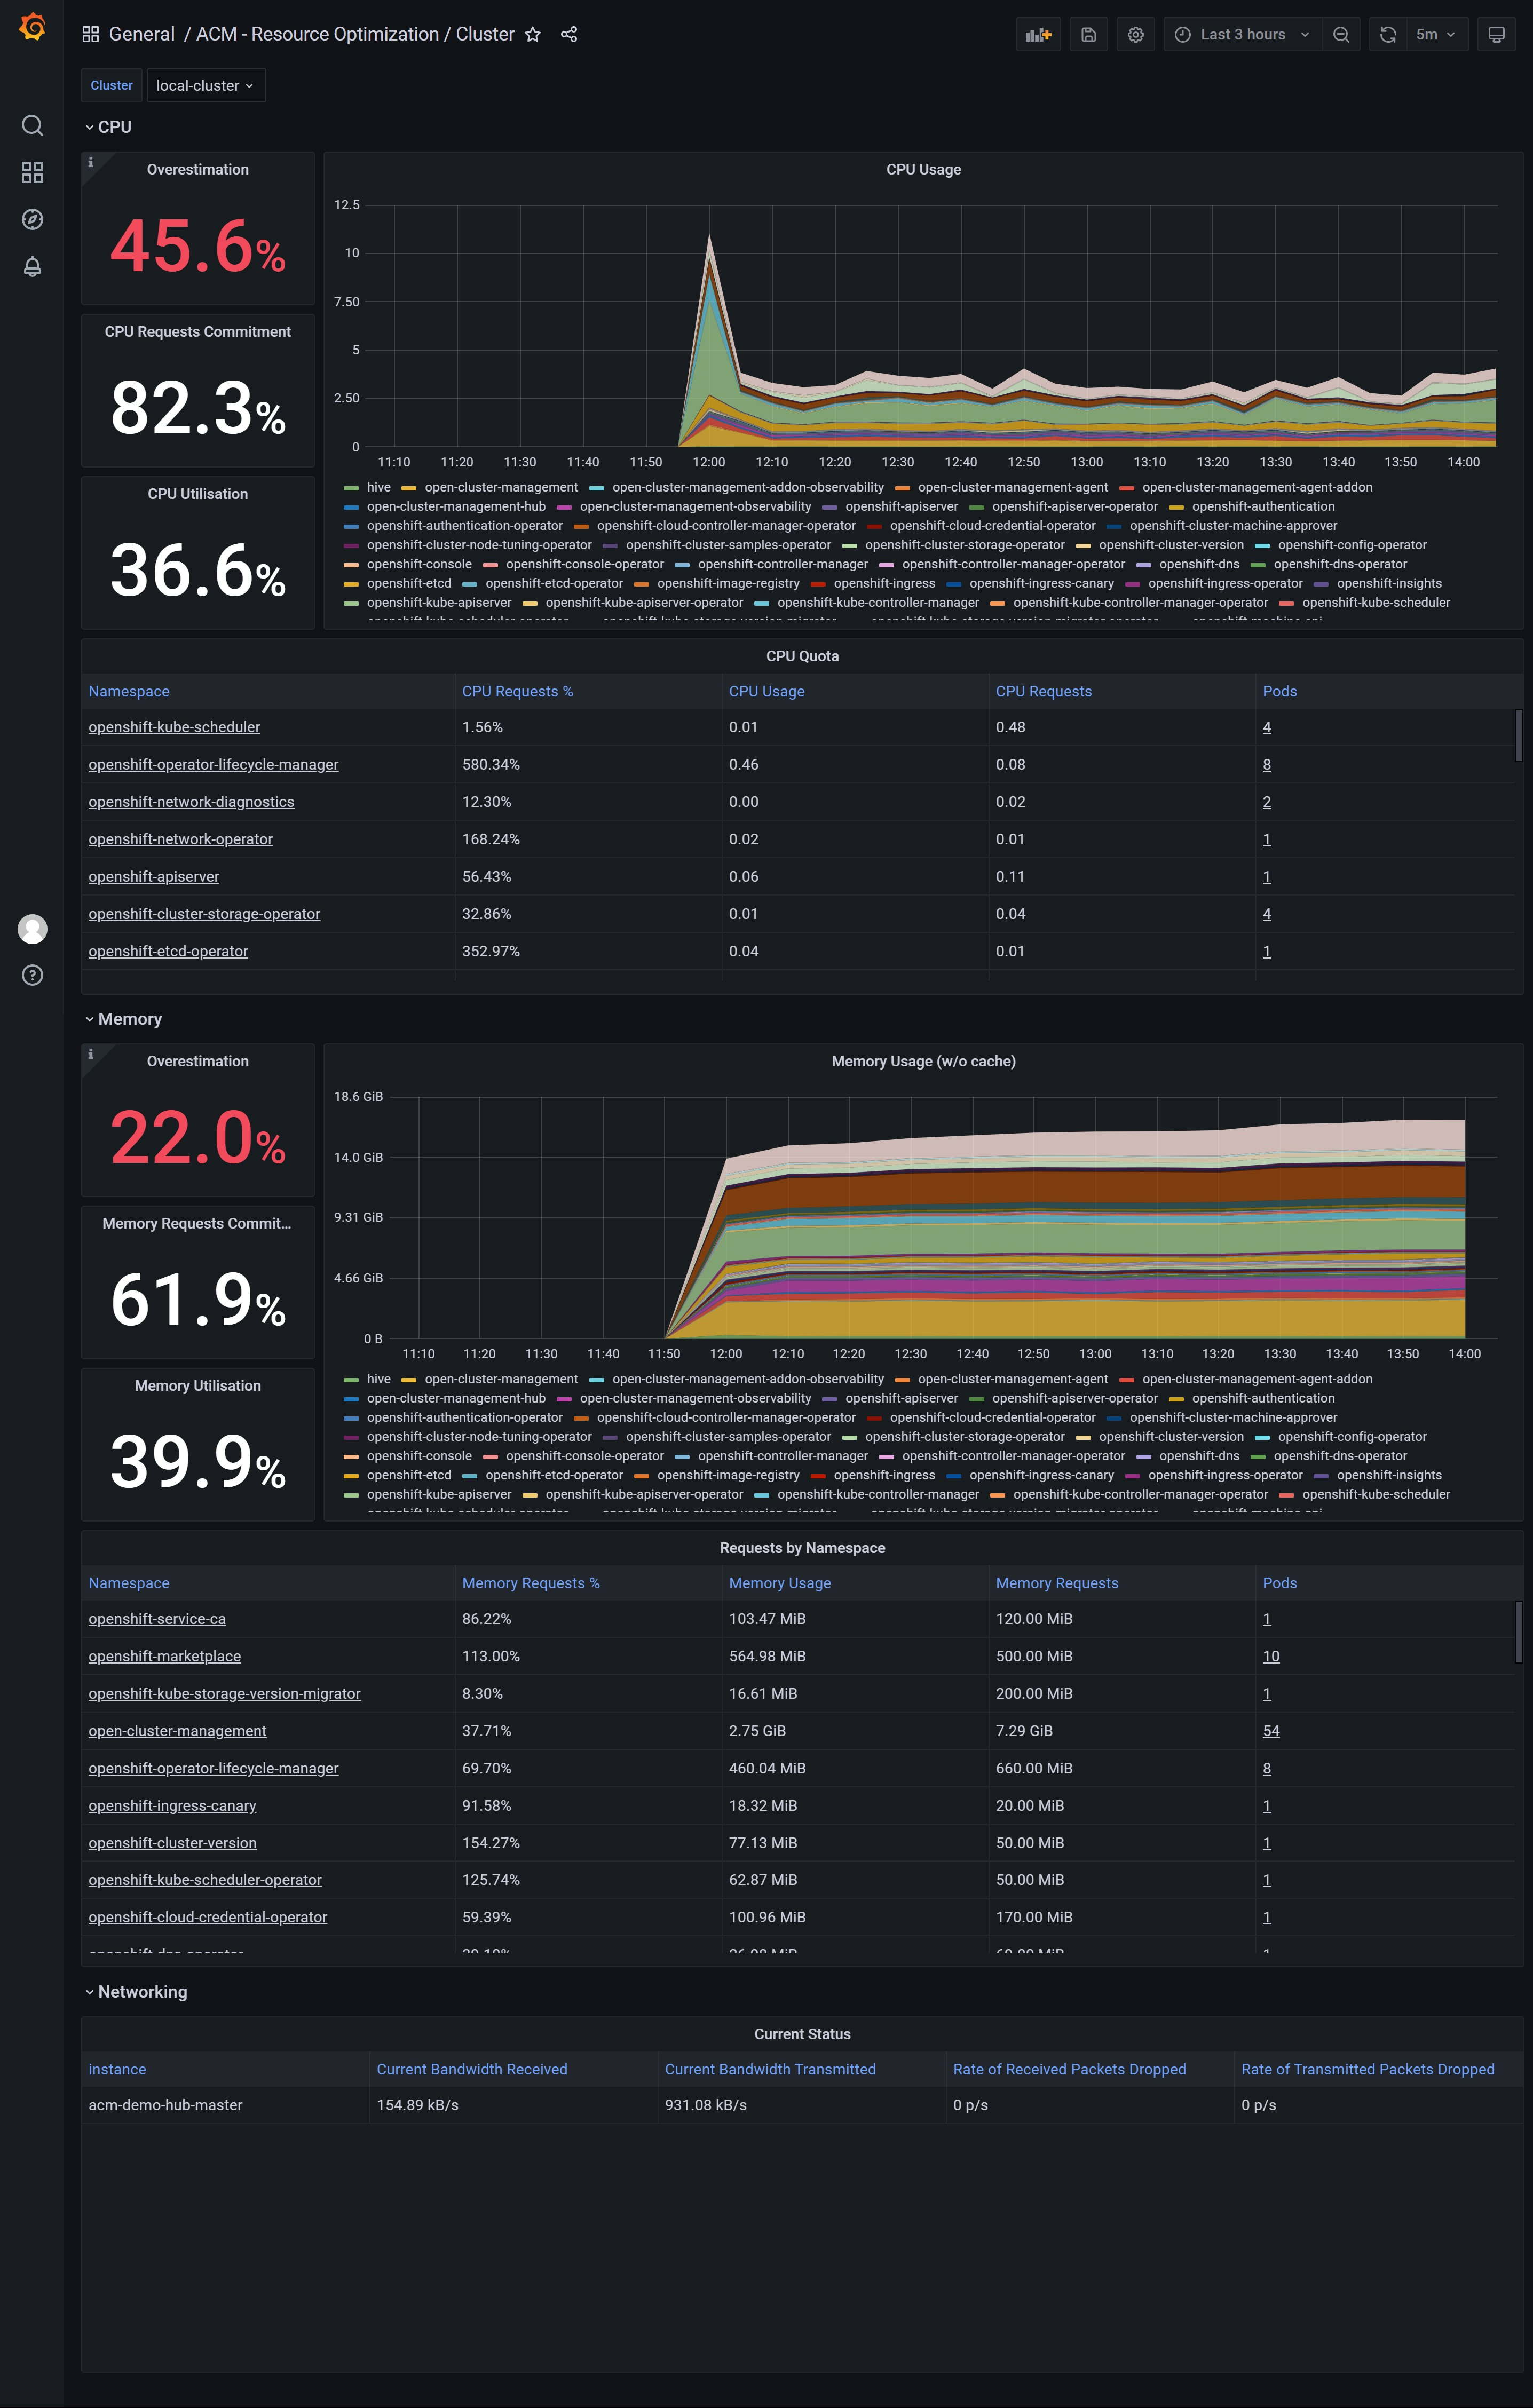 General / ACM - Resource Optimization / Cluster
Last 3 hours
5m
Cluster local-cluster
CPU
Overestimation
45.6%
CPU Requests Commitment
82.3%
CPU Utilisation
36.6%
CPU Usage
12.5
10
7.50
5
2.50
0
11:10 11:20 11:30 11:40 11:50 12:00 12:10 12:20 12:30 12:40 12:50 13:00 13:10 13:20 13:30 13:40 13:50 14:00
hive open-cluster-management open-cluster-management-addon-observability open-cluster-management-agent open-cluster-management-agent-addon
open-cluster-management-hub open-cluster-management-observability openshift-apiserver openshift-apiserver-operator openshift-authentication
openshift-authentication-operator openshift-cloud-controller-manager-operator openshift-cloud-credential-operator openshift-cluster-machine-approver
openshift-cluster-node-tuning-operator openshift-cluster-samples-operator openshift-cluster-storage-operator openshift-cluster-version openshift-config-operator
openshift-console openshift-console-operator openshift-controller-manager openshift-controller-manager-operator openshift-dns openshift-dns-operator
openshift-etcd openshift-etcd-operator openshift-image-registry openshift-ingress openshift-ingress-canary openshift-ingress-operator openshift-insights
openshift-kube-apiserver openshift-kube-apiserver-operator openshift-kube-controller-manager openshift-kube-controller-manager-operator openshift-kube-scheduler
CPU Quota
Namespace CPU Requests % CPU Usage CPU Requests Pods
openshift-kube-scheduler 1.56% 0.01 0.48 4
openshift-operator-lifecycle-manager 580.34% 0.46 0.08 8
openshift-network-diagnostics 12.30% 0.00 0.02 2
openshift-network-operator 168.24% 0.02 0.01 1
openshift-apiserver 56.43% 0.06 0.11 1
openshift-cluster-storage-operator 32.86% 0.01 0.04 4
openshift-etcd-operator 352.97% 0.04 0.01 1
Memory
Overestimation
22.0%
Memory Requests Commit...
61.9%
Memory Utilisation
39.9%
Memory Usage (w/o cache)
18.6 GiB
14.0 GiB
9.31 GiB
4.66 GiB
0 B
11:10 11:20 11:30 11:40 11:50 12:00 12:10 12:20 12:30 12:40 12:50 13:00 13:10 13:20 13:30 13:40 13:50 14:00
hive open-cluster-management open-cluster-management-addon-observability open-cluster-management-agent open-cluster-management-agent-addon
open-cluster-management-hub open-cluster-management-observability openshift-apiserver openshift-apiserver-operator openshift-authentication
openshift-authentication-operator openshift-cloud-controller-manager-operator openshift-cloud-credential-operator openshift-cluster-machine-approver
openshift-cluster-node-tuning-operator openshift-cluster-samples-operator openshift-cluster-storage-operator openshift-cluster-version openshift-config-operator
openshift-console openshift-console-operator openshift-controller-manager openshift-controller-manager-operator openshift-dns openshift-dns-operator
openshift-etcd openshift-etcd-operator openshift-image-registry openshift-ingress openshift-ingress-canary openshift-ingress-operator openshift-insights
openshift-kube-apiserver openshift-kube-apiserver-operator openshift-kube-controller-manager openshift-kube-controller-manager-operator openshift-kube-scheduler
Requests by Namespace
Namespace Memory Requests % Memory Usage Memory Requests Pods
openshift-service-ca 86.22% 103.47 MiB 120.00 MiB 1
openshift-marketplace 113.00% 564.98 MiB 500.00 MiB 10
openshift-kube-storage-version-migrator 8.30% 16.61 MiB 200.00 MiB 1
open-cluster-management 37.71% 2.75 GiB 7.29 GiB 54
openshift-operator-lifecycle-manager 69.70% 460.04 MiB 660.00 MiB 8
openshift-ingress-canary 91.58% 18.32 MiB 20.00 MiB 1
openshift-cluster-version 154.27% 77.13 MiB 50.00 MiB 1
openshift-kube-scheduler-operator 125.74% 62.87 MiB 50.00 MiB 1
openshift-cloud-credential-operator 59.39% 100.96 MiB 170.00 MiB 1
Networking
Current Status
instance Current Bandwidth Received Current Bandwidth Transmitted Rate of Received Packets Dropped Rate of Transmitted Packets Dropped
acm-demo-hub-master 154.89 kB/s 931.08 kB/s 0 p/s 0 p/s